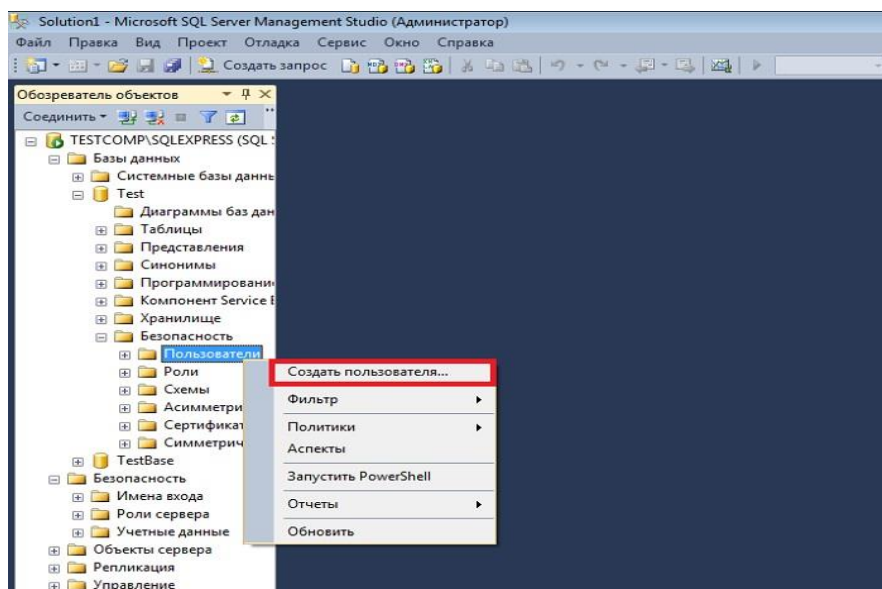 Solution1 - Microsoft SQL Server Management Studio (Администратор)
Файл Правка Вид Проект Отладка Сервис Окно Справка
Создать запрос
Обозреватель объектов
Соединить
TESTCOMP\SQLEXPRESS (SQL S
Базы данных
Системные базы данны
Test
Диаграммы баз дан
Таблицы
Представления
Синонимы
Программировани
Компонент Service B
Хранилище
Безопасность
Пользователи
Роли
Схемы
Асимметри
Сертификат
Симметрич
TestBase
Безопасность
Имена входа
Роли сервера
Учетные данные
Объекты сервера
Репликация
Управление
Создать пользователя...
Фильтр
Политики
Аспекты
Запустить PowerShell
Отчеты
Обновить